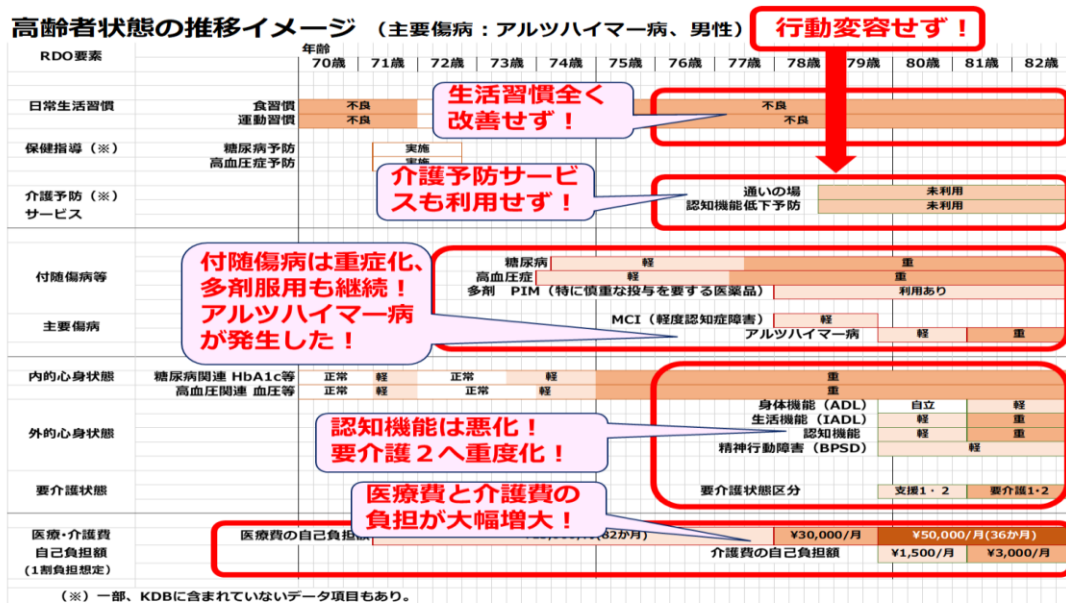 高齢者状態の推移イメージ (主要傷病：アルツハイマー病、男性)
行動変容せず！
RDO要素
年齢
70歳 71歳 72歳 73歳 74歳 75歳 76歳 77歳 78歳 79歳 80歳 81歳 82歳
日常生活習慣 食習慣 不良 不良
運動習慣 不良 不良
生活習慣全く
改善せず！
保健指導（※） 糖尿病予防 実施
高血圧症予防 実施
介護予防サービ
スも利用せず！
介護予防（※）
サービス
通いの場 未利用
認知機能低下予防 未利用
付随傷病は重症化、
多剤服用も継続！
アルツハイマー病
が発生した！
付随傷病等 糖尿病 軽 重
高血圧症 軽 重
多剤 PIM（特に慎重な投与を要する医薬品） 利用あり
主要傷病 MCI（軽度認知症障害） 軽
アルツハイマー病 軽 重
内的心身状態 糖尿病関連 HbA1c等 正常 軽 正常 軽 重
高血圧関連 血圧等 正常 軽 正常 軽 重
外的心身状態 身体機能（ADL） 自立 軽
生活機能（IADL） 軽 重
認知機能 軽 重
精神行動障害（BPSD） 軽
認知機能は悪化！
要介護２へ重度化！
要介護状態 要介護状態区分 支援1・2 要介護1・2
医療費と介護費の
負担が大幅増大！
医療・介護費
自己負担額
(1割負担想定)
医療費の自己負担額 (82か月) ¥30,000/月 ¥50,000/月(36か月)
介護費の自己負担額 ¥1,500/月 ¥3,000/月
（※）一部、KDBに含まれていないデータ項目もあり。